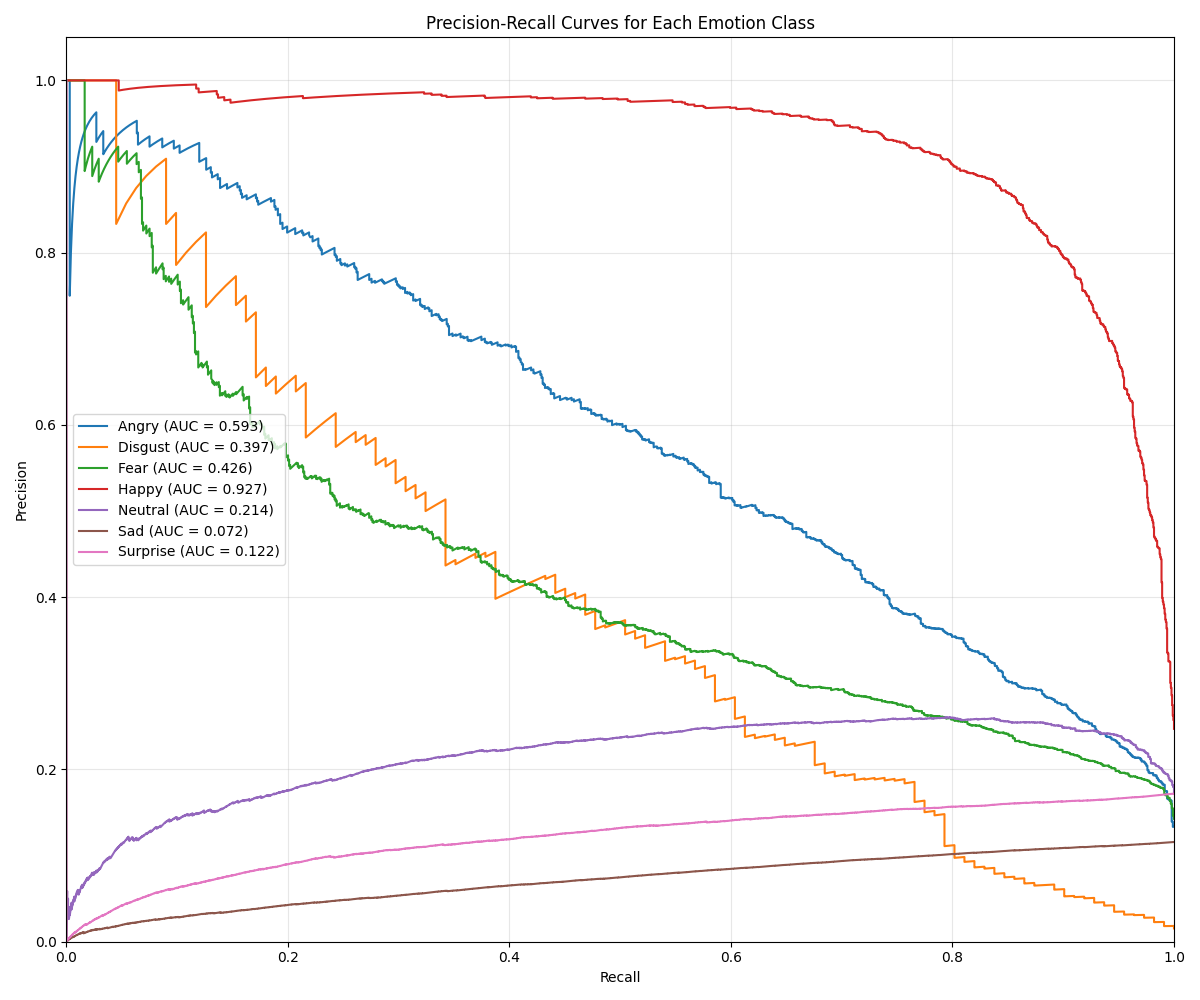 Precision-Recall Curves for Each Emotion Class
1.0
0.8
0.6
0.4
0.2
0.0
Precision
Angry (AUC = 0.593)
Disgust (AUC = 0.397)
Fear (AUC = 0.426)
Happy (AUC = 0.927)
Neutral (AUC = 0.214)
Sad (AUC = 0.072)
Surprise (AUC = 0.122)
0.0 0.2 0.4 0.6 0.8 1.0
Recall